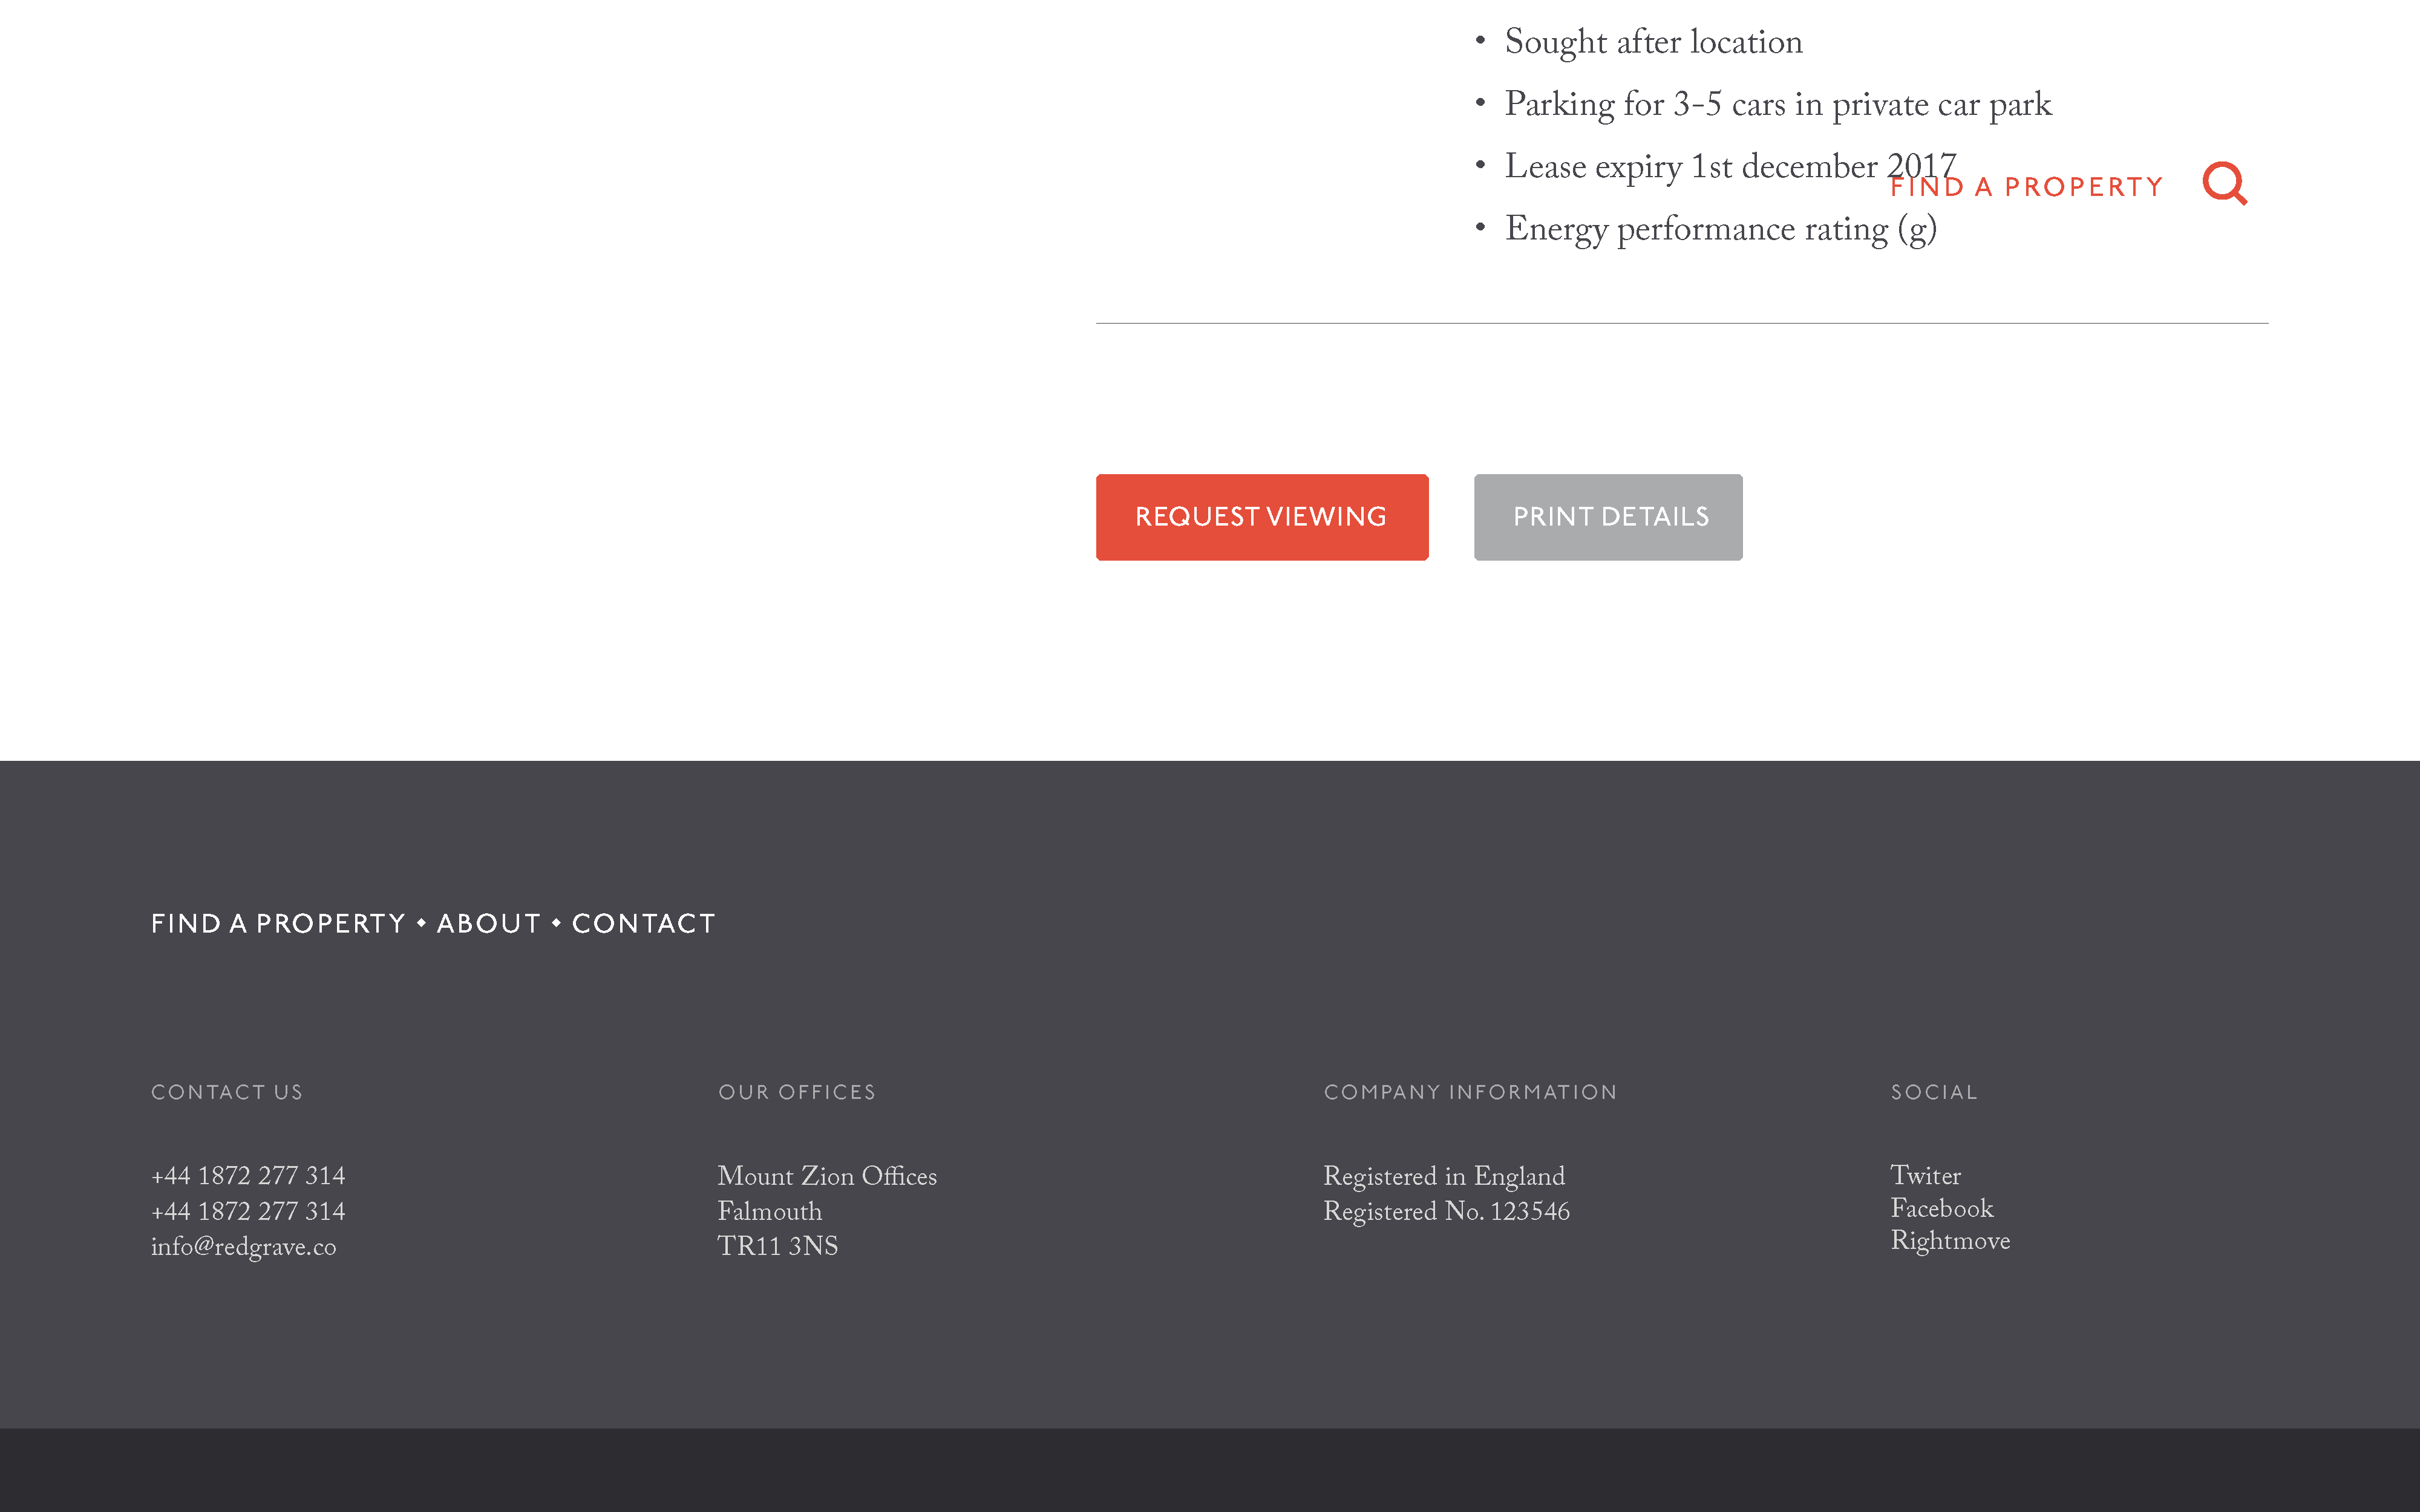 • Sought after location
• Parking for 3-5 cars in private car park
• Lease expiry 1st december 2017
FIND A PROPERTY
• Energy performance rating (g)
REQUEST VIEWING
PRINT DETAILS
FIND A PROPERTY • ABOUT • CONTACT
CONTACT US
+44 1872 277 314
+44 1872 277 314
info@redgrave.co
OUR OFFICES
Mount Zion Offices
Falmouth
TR11 3NS
COMPANY INFORMATION
Registered in England
Registered No. 123546
SOCIAL
Twiter
Facebook
Rightmove